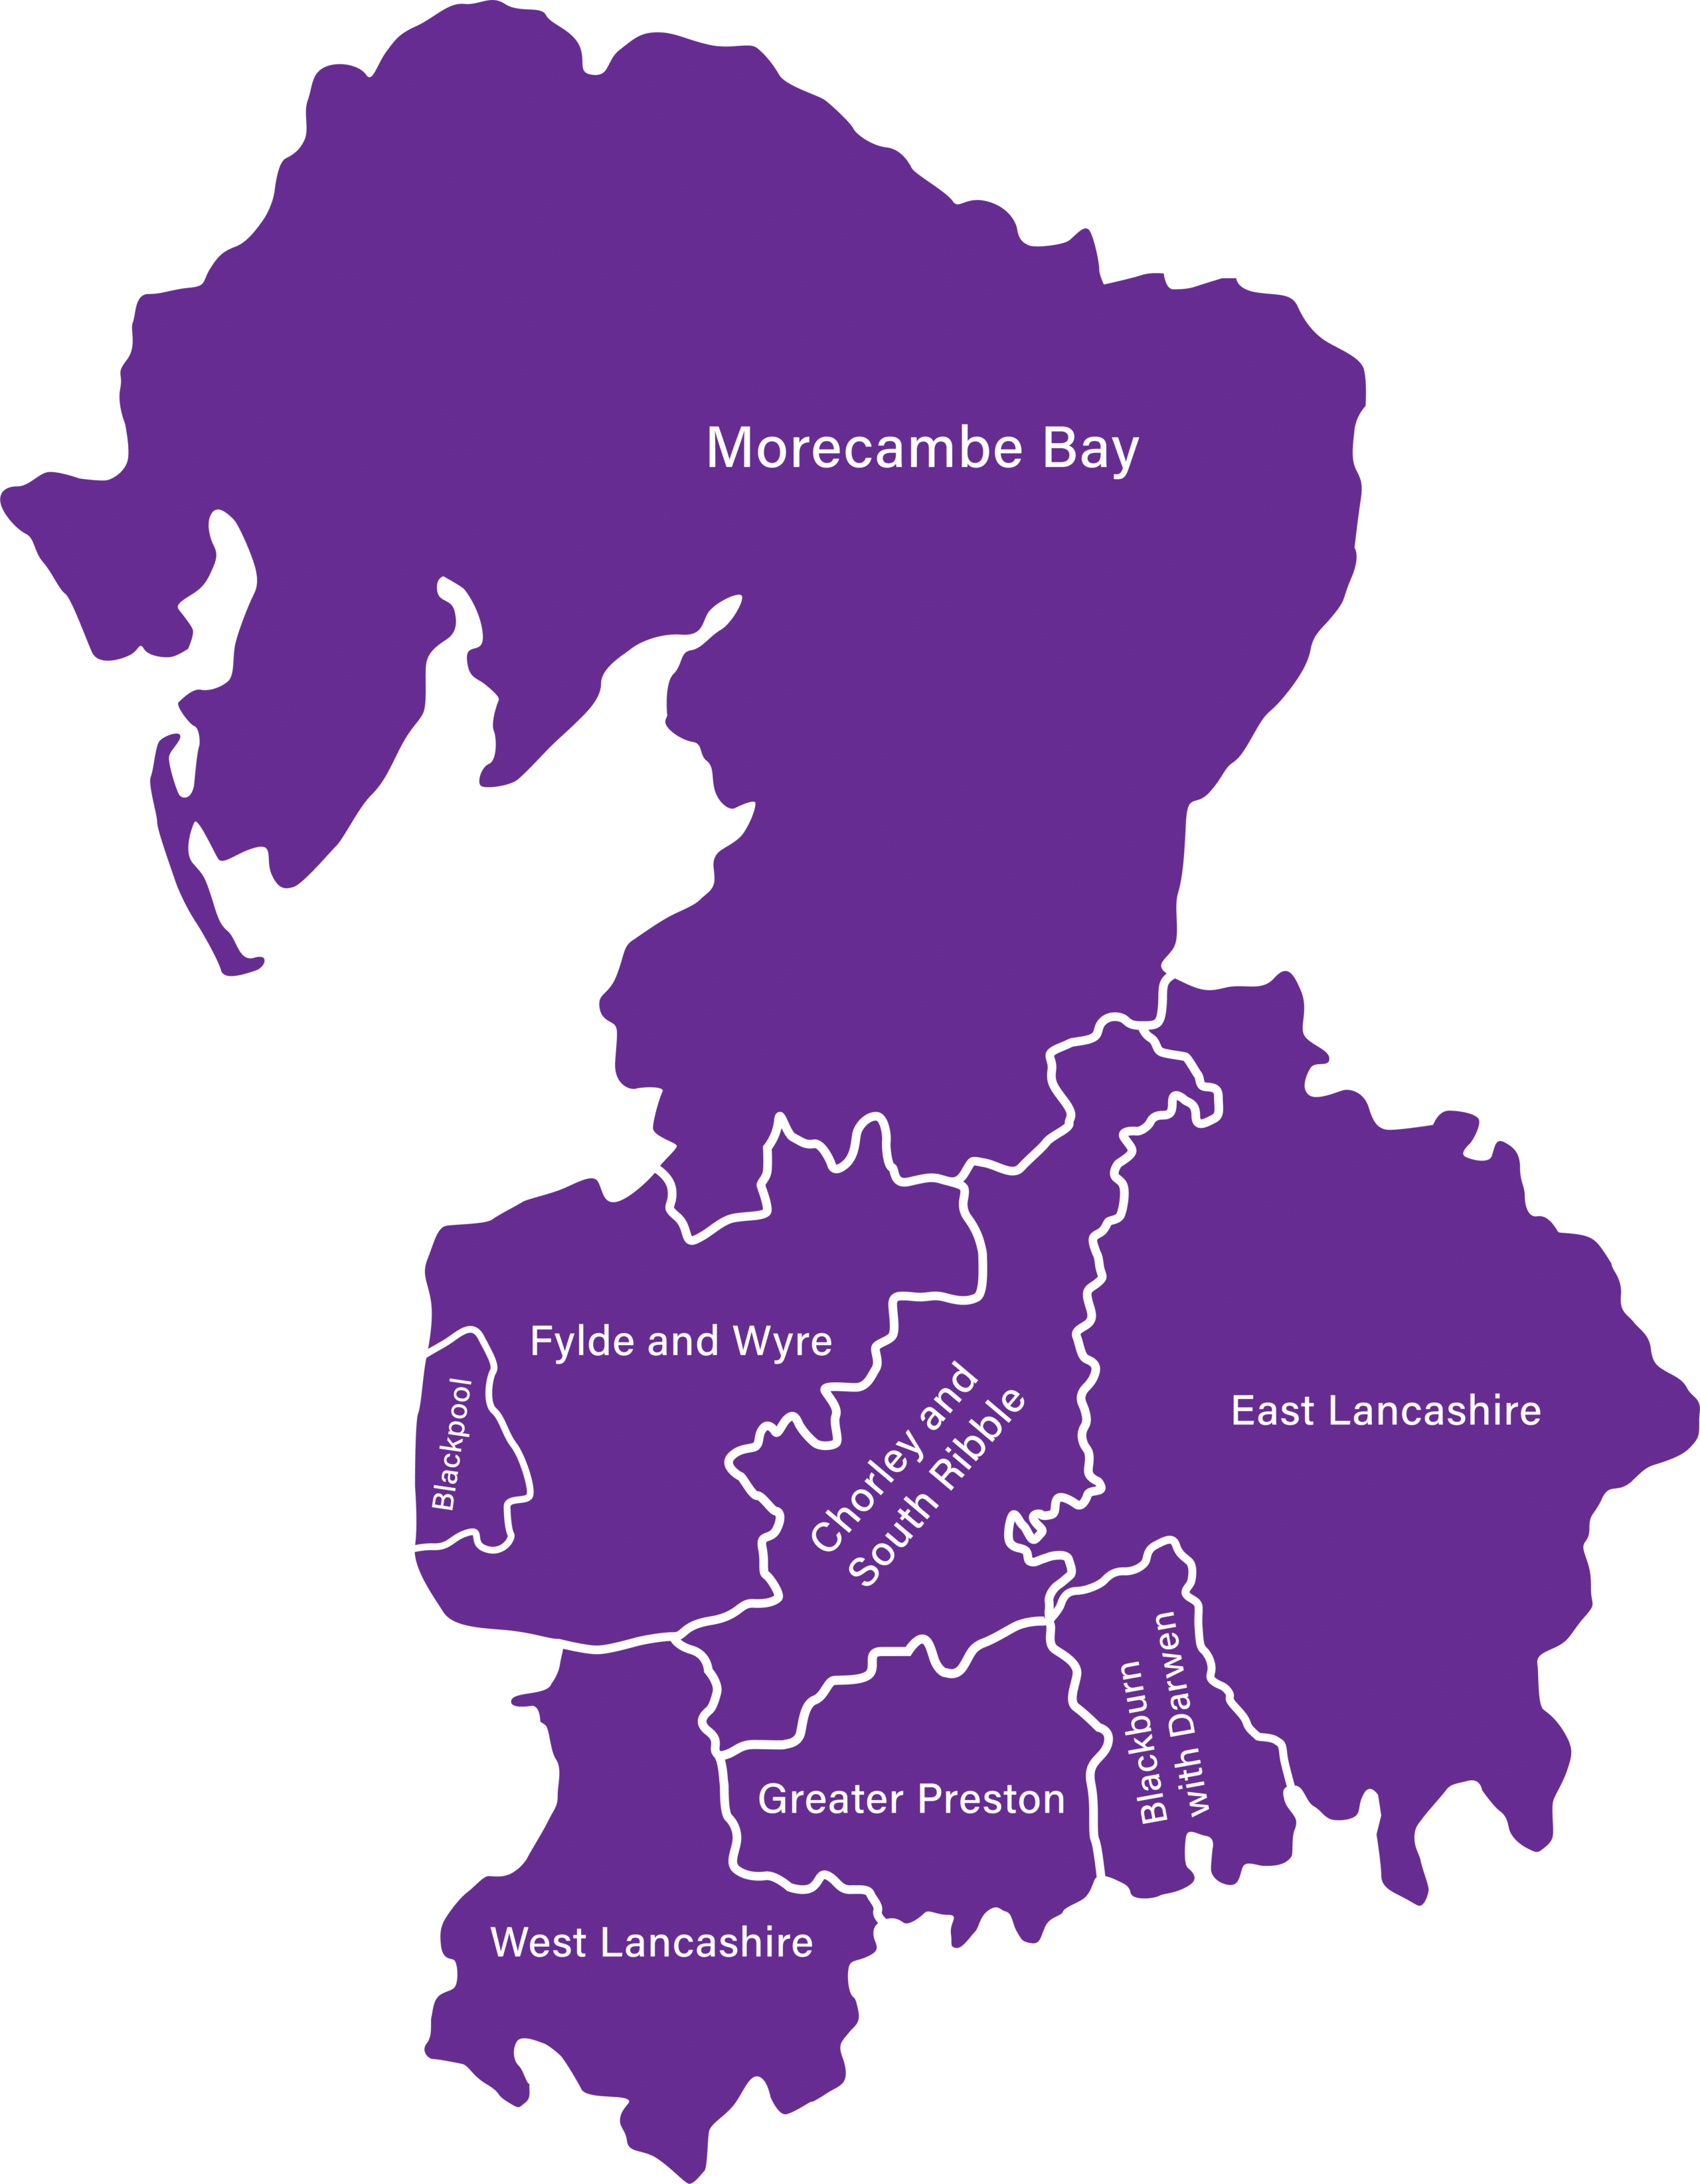 Morecambe Bay
Fylde and Wyre
Blackpool
Chorley and
South Ribble
East Lancashire
Blackburn
with Darwen
Greater Preston
West Lancashire